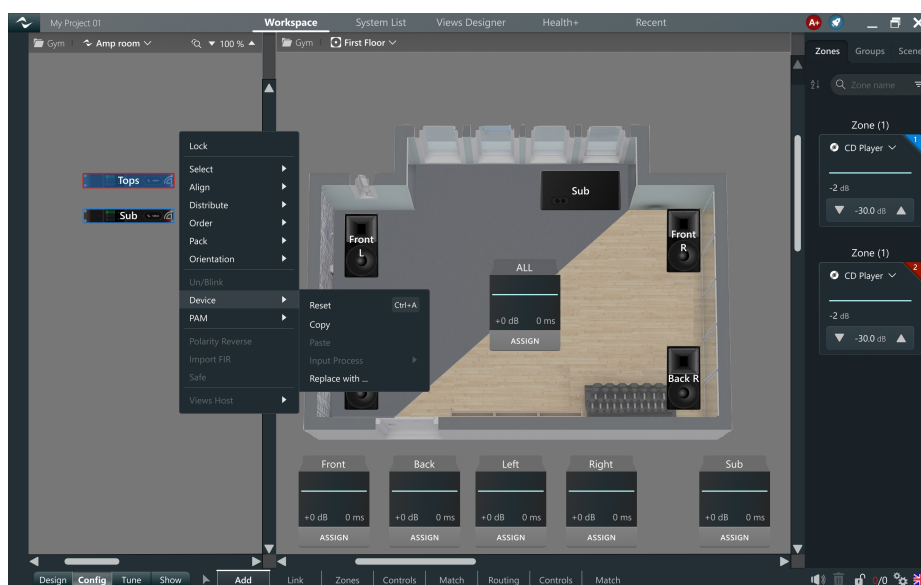 My Project 01
Workspace
System List
Views Designer
Health+
Recent
A+
Gym
Amp room
100 %
Gym
First Floor
Zones
Groups
Scene
Zone name
Tops
Sub
Lock
Select
Align
Distribute
Order
Pack
Orientation
Un/Blink
Device
PAM
Polarity Reverse
Import FIR
Safe
Views Host
Reset Ctrl+A
Copy
Paste
Input Process
Replace with ...
Sub
Front
L
Front
R
ALL
+0 dB 0 ms
ASSIGN
Back R
Front
+0 dB 0 ms
ASSIGN
Back
+0 dB 0 ms
ASSIGN
Left
+0 dB 0 ms
ASSIGN
Right
+0 dB 0 ms
ASSIGN
Sub
+0 dB 0 ms
ASSIGN
Zone (1)
1
CD Player
-2 dB
-30.0 dB
Zone (1)
2
CD Player
-2 dB
-30.0 dB
Design
Config
Tune
Show
Add
Link
Zones
Controls
Match
Routing
Controls
Match
0/0